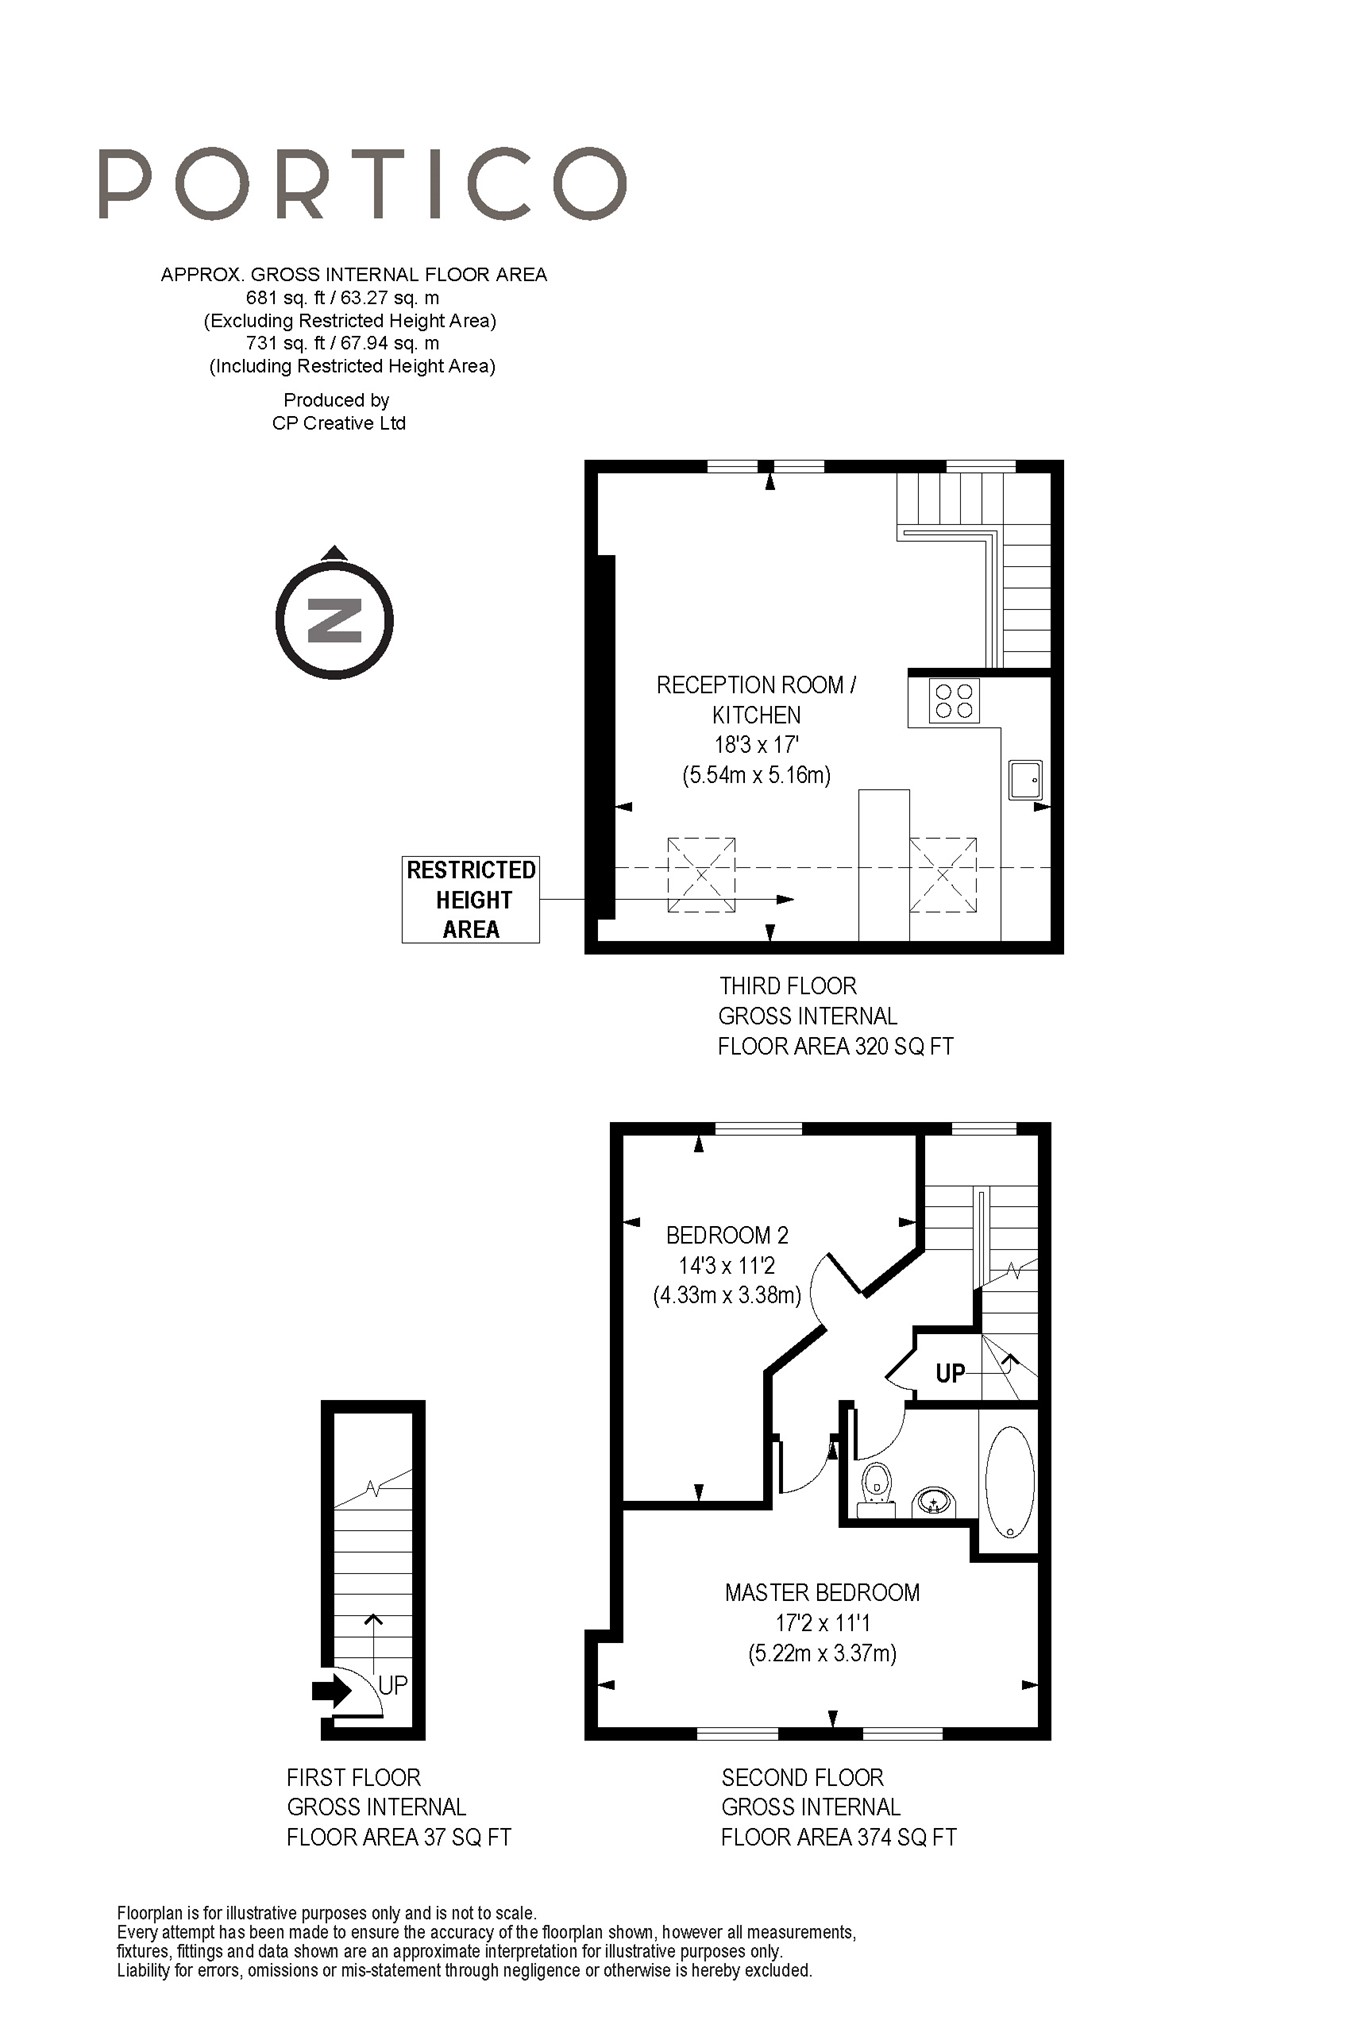 PORTICO
APPROX. GROSS INTERNAL FLOOR AREA
681 sq. ft / 63.27 sq. m
(Excluding Restricted Height Area)
731 sq. ft / 67.94 sq. m
(Including Restricted Height Area)
Produced by
CP Creative Ltd
N
RECEPTION ROOM /
KITCHEN
18'3 x 17'
(5.54m x 5.16m)
RESTRICTED
HEIGHT
AREA
THIRD FLOOR
GROSS INTERNAL
FLOOR AREA 320 SQ FT
BEDROOM 2
14'3 x 11'2
(4.33m x 3.38m)
UP
MASTER BEDROOM
17'2 x 11'1
(5.22m x 3.37m)
UP
FIRST FLOOR
GROSS INTERNAL
FLOOR AREA 37 SQ FT
SECOND FLOOR
GROSS INTERNAL
FLOOR AREA 374 SQ FT
Floorplan is for illustrative purposes only and is not to scale.
Every attempt has been made to ensure the accuracy of the floorplan shown, however all measurements,
fixtures, fittings and data shown are an approximate interpretation for illustrative purposes only.
Liability for errors, omissions or mis-statement through negligence or otherwise is hereby excluded.